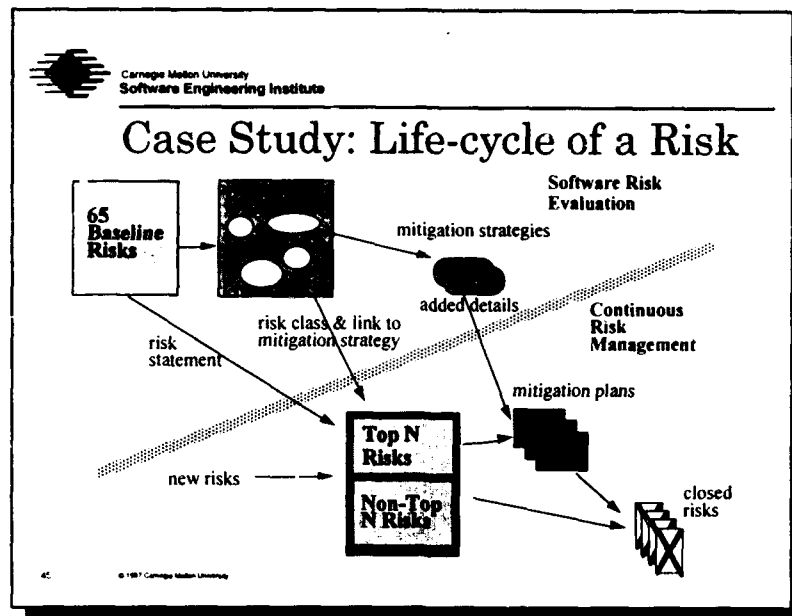 Carnegie Mellon University
Software Engineering Institute
Case Study: Life-cycle of a Risk
65
Baseline
Risks
Software Risk
Evaluation
mitigation strategies
added details
risk class & link to
mitigation strategy
risk
statement
Continuous
Risk
Management
mitigation plans
Top N
Risks
new risks
Non-Top
N Risks
closed
risks
45
© 1997 Carnegie Mellon University